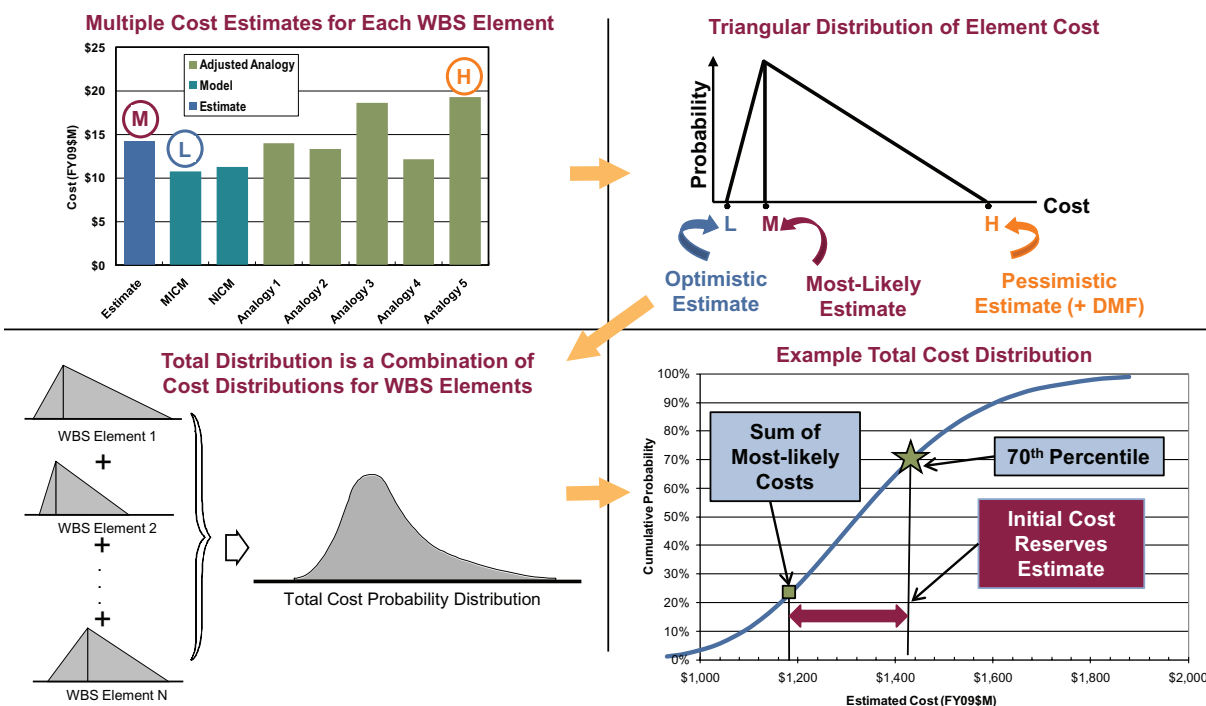 Multiple Cost Estimates for Each WBS Element
$25
$20
$15
$10
$5
$0
Cost (FY09$M)
Adjusted Analogy
Model
Estimate
M
L
H
Estimate
MICM
NICM
Analogy 1
Analogy 2
Analogy 3
Analogy 4
Analogy 5
Triangular Distribution of Element Cost
Probability
Cost
L
M
H
Optimistic
Estimate
Most-Likely
Estimate
Pessimistic
Estimate (+ DMF)
Total Distribution is a Combination of
Cost Distributions for WBS Elements
WBS Element 1
+
WBS Element 2
+
.
.
.
+
WBS Element N
Total Cost Probability Distribution
Example Total Cost Distribution
100%
90%
80%
70%
60%
50%
40%
30%
20%
10%
0%
Cumulative Probability
Sum of
Most-likely
Costs
70th Percentile
Initial Cost
Reserves
Estimate
$1,000
$1,200
$1,400
$1,600
$1,800
$2,000
Estimated Cost (FY09$M)